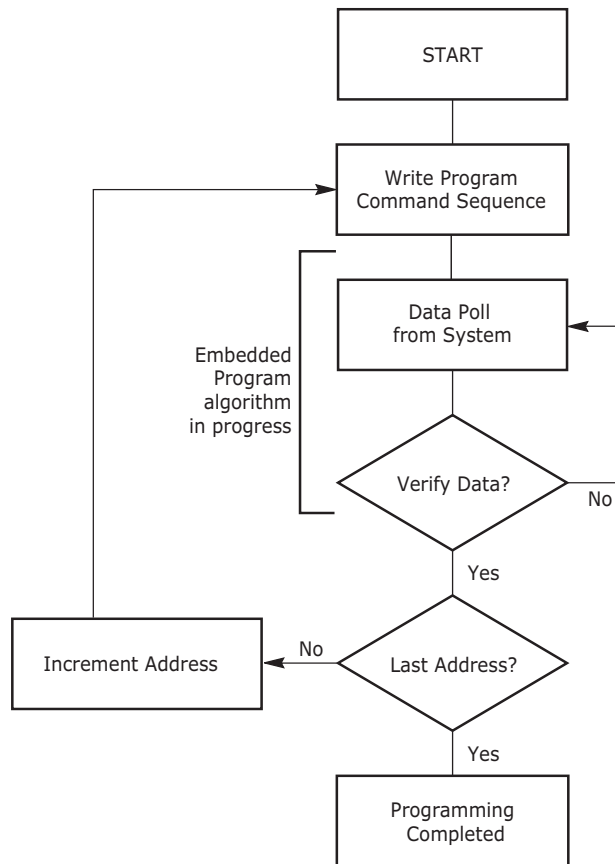 START
Write Program
Command Sequence
Data Poll
from System
Embedded
Program
algorithm
in progress
Verify Data?
No
Yes
Increment Address
No
Last Address?
Yes
Programming
Completed